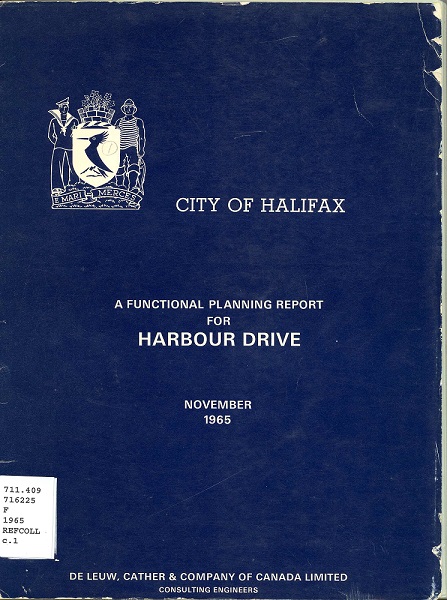 E MARI MERCES
CITY OF HALIFAX
A FUNCTIONAL PLANNING REPORT
FOR
HARBOUR DRIVE
NOVEMBER
1965
711.409
716225
F
1965
REFCOLL
c.1
DE LEUW, CATHER & COMPANY OF CANADA LIMITED
CONSULTING ENGINEERS